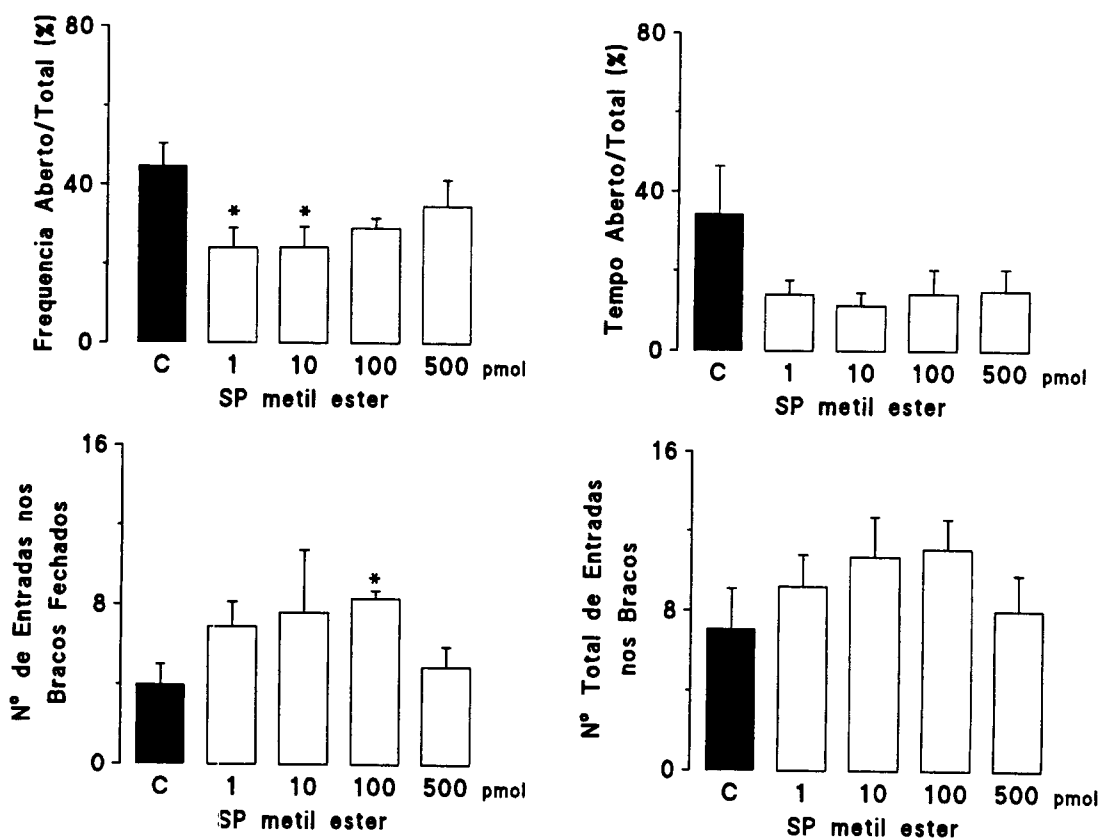 Frequencia Aberto/Total (%)
80
40
0
*
*
C 1 10 100 500 pmol
SP metil ester
Tempo Aberto/Total (%)
80
40
0
C 1 10 100 500 pmol
SP metil ester
Nº de Entradas nos
Bracos Fechados
16
8
0
*
C 1 10 100 500 pmol
SP metil ester
Nº Total de Entradas
nos Bracos
16
8
0
C 1 10 100 500 pmol
SP metil ester